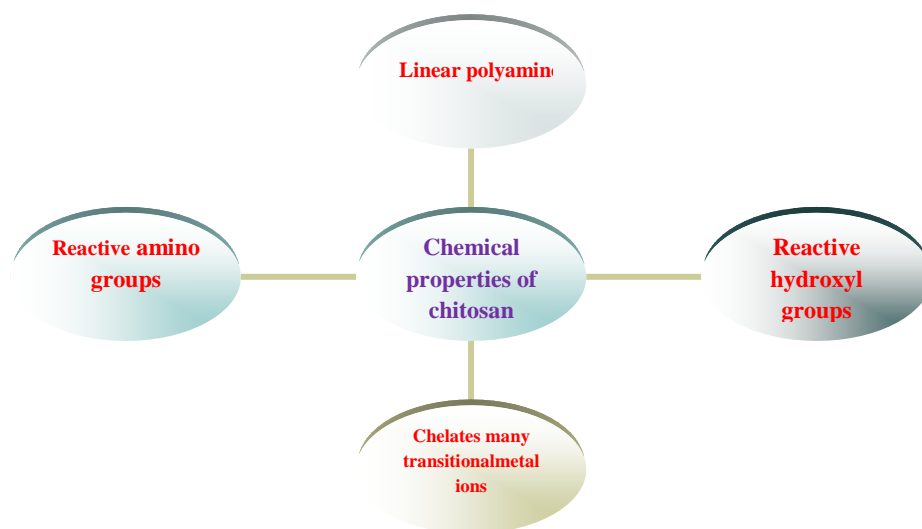 Linear polyamin
Reactive amino
groups
Chemical
properties of
chitosan
Reactive
hydroxyl
groups
Chelates many
transitionalmetal
ions